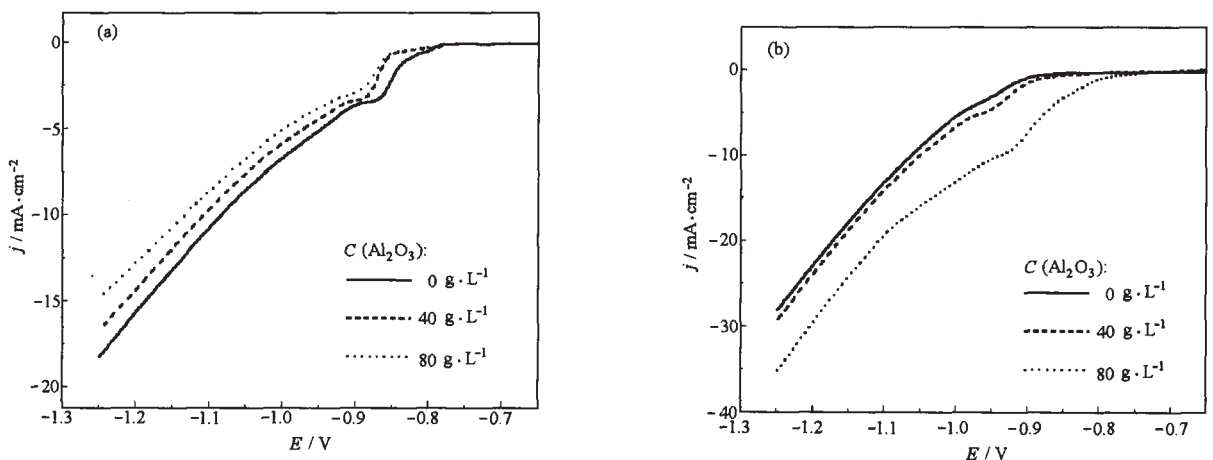 (a)
0
−5
−10
−15
−20
j / mA·cm⁻²
C (Al₂O₃):
0 g·L⁻¹
40 g·L⁻¹
80 g·L⁻¹
−1.3 −1.2 −1.1 −1.0 −0.9 −0.8 −0.7
E / V
(b)
0
−10
−20
−30
−40
j / mA·cm⁻²
C (Al₂O₃):
0 g·L⁻¹
40 g·L⁻¹
80 g·L⁻¹
−1.3 −1.2 −1.1 −1.0 −0.9 −0.8 −0.7
E / V